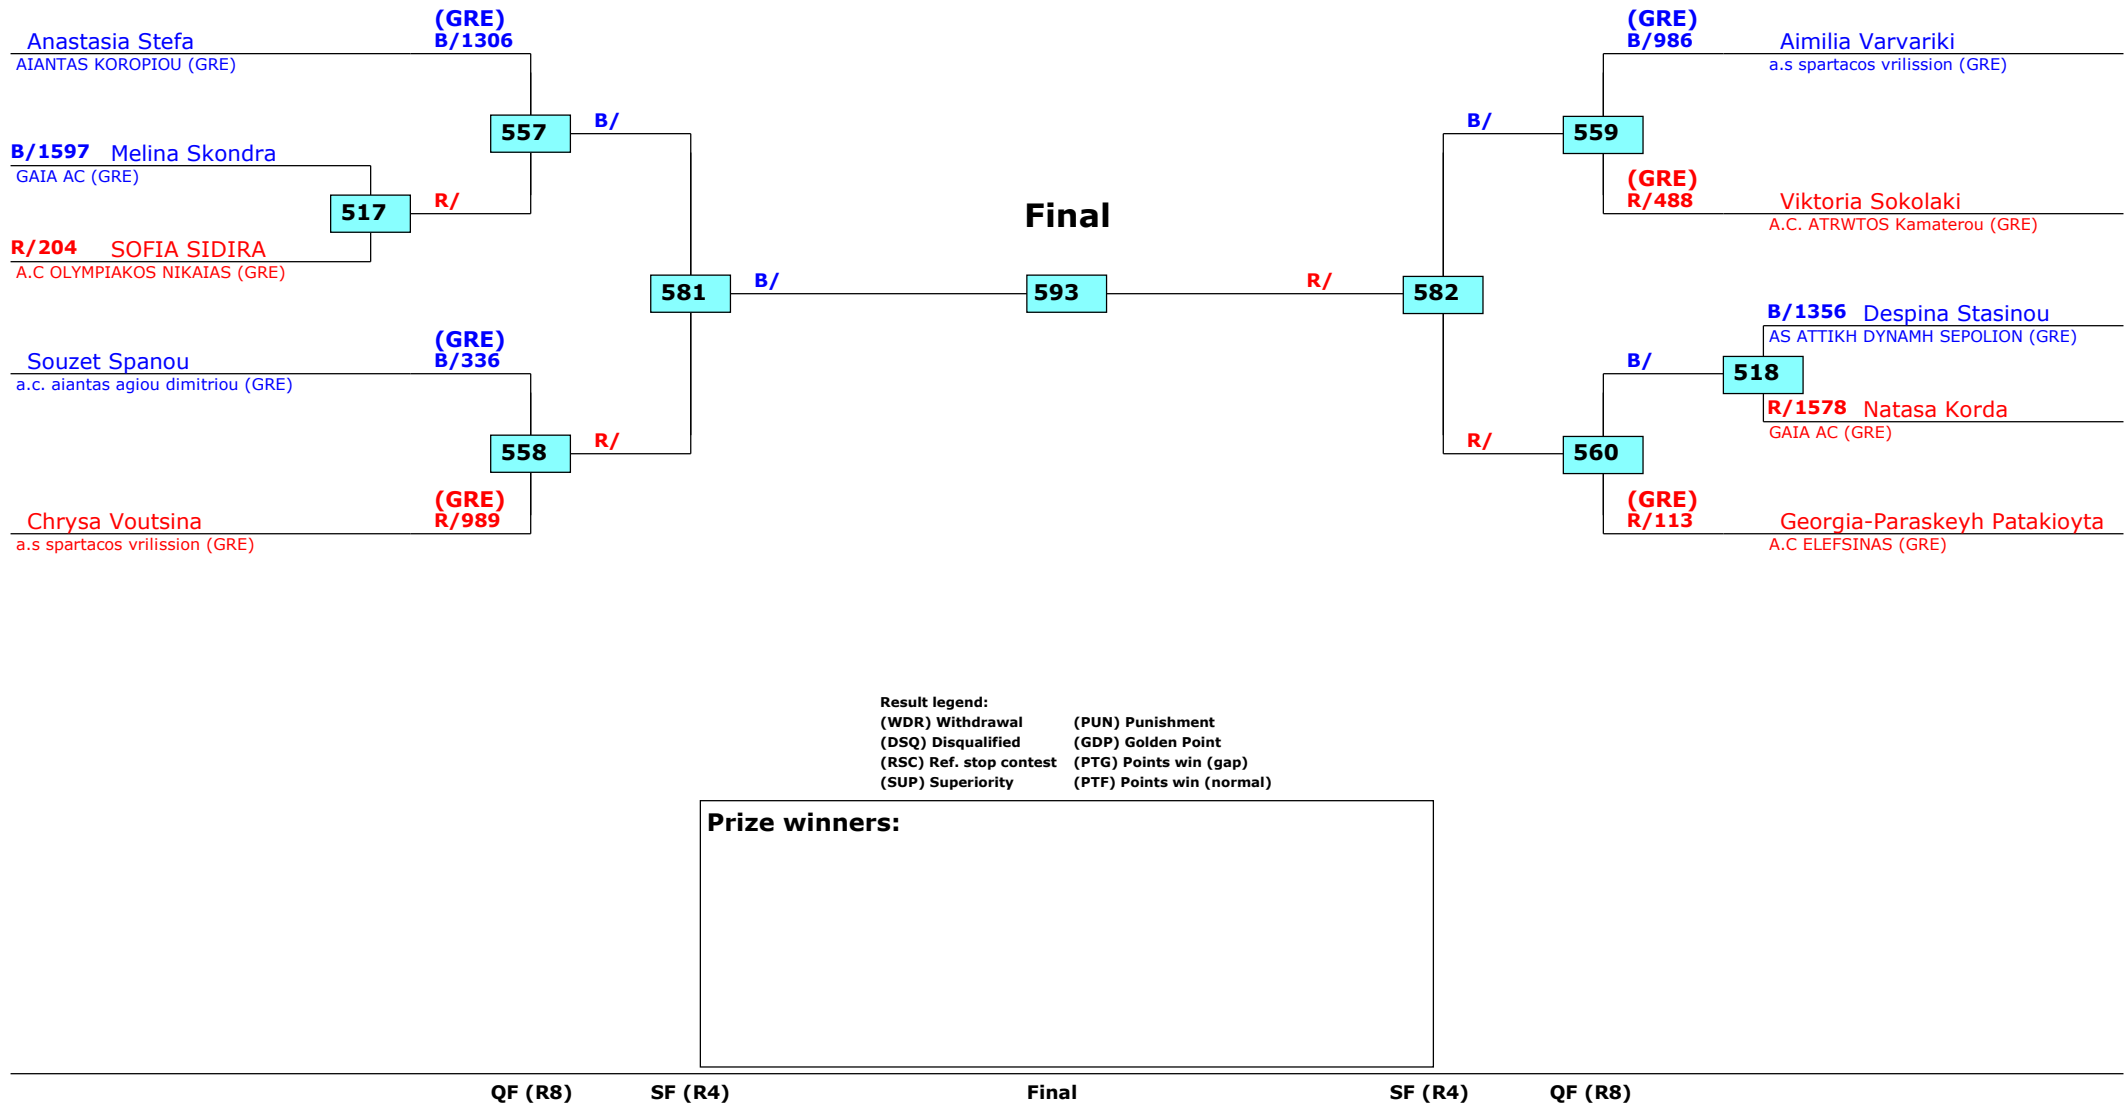 (GRE)
Anastasia Stefa B/1306
AIANTAS KOROPIOU (GRE)
557 B/
B/1597 Melina Skondra
GAIA AC (GRE)
517 R/
R/204 SOFIA SIDIRA
A.C OLYMPIAKOS NIKAIAS (GRE)
581 B/
(GRE)
Souzet Spanou B/336
a.c. aiantas agiou dimitriou (GRE)
558 R/
(GRE)
Chrysa Voutsina R/989
a.s spartacos vrilission (GRE)
Final
593
(GRE)
B/986 Aimilia Varvariki
a.s spartacos vrilission (GRE)
B/ 559
(GRE)
R/488 Viktoria Sokolaki
A.C. ATRWTOS Kamaterou (GRE)
R/ 582
B/1356 Despina Stasinou
AS ATTIKH DYNAMH SEPOLION (GRE)
B/ 518
R/1578 Natasa Korda
GAIA AC (GRE)
R/ 560
(GRE)
R/113 Georgia-Paraskeyh Patakioyta
A.C ELEFSINAS (GRE)
Result legend:
(WDR) Withdrawal (PUN) Punishment
(DSQ) Disqualified (GDP) Golden Point
(RSC) Ref. stop contest (PTG) Points win (gap)
(SUP) Superiority (PTF) Points win (normal)
Prize winners:
QF (R8) SF (R4) Final SF (R4) QF (R8)